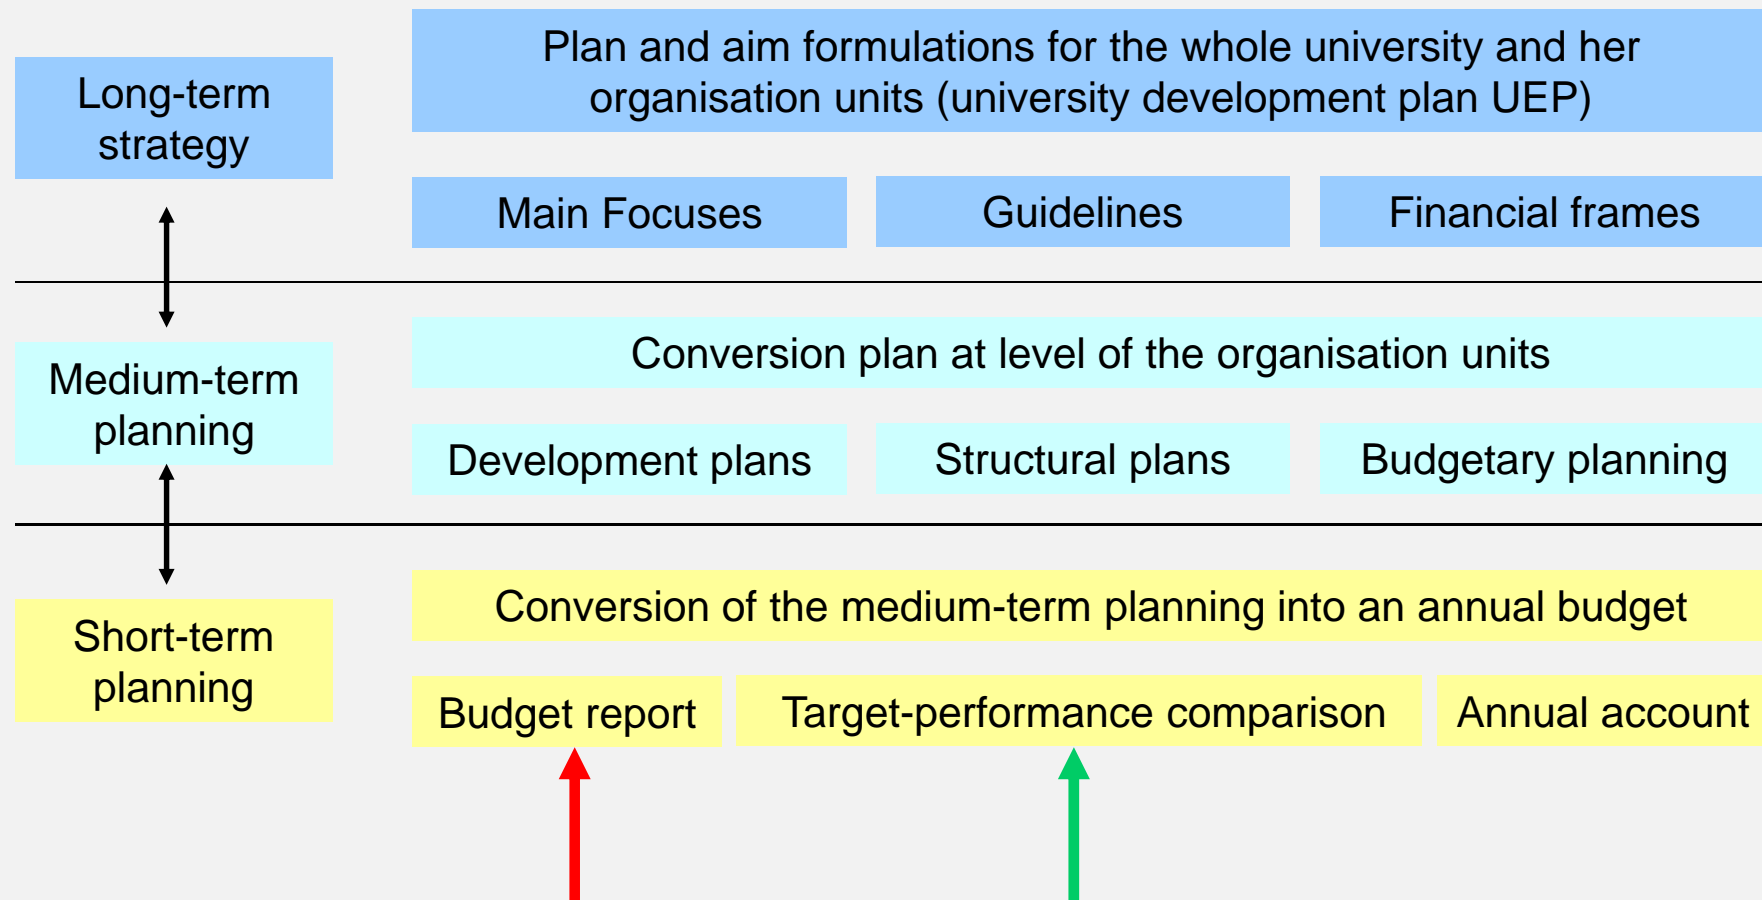 Long-term
strategy
Plan and aim formulations for the whole university and her
organisation units (university development plan UEP)
Main Focuses
Guidelines
Financial frames
Medium-term
planning
Conversion plan at level of the organisation units
Development plans
Structural plans
Budgetary planning
Short-term
planning
Conversion of the medium-term planning into an annual budget
Budget report
Target-performance comparison
Annual account